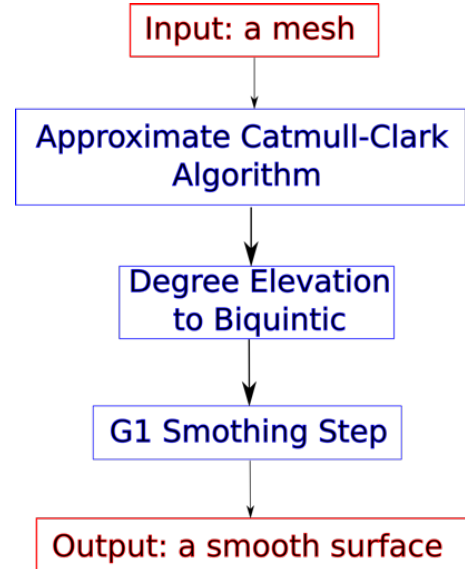 Input: a mesh
Approximate Catmull-Clark
Algorithm
Degree Elevation
to Biquintic
G1 Smothing Step
Output: a smooth surface